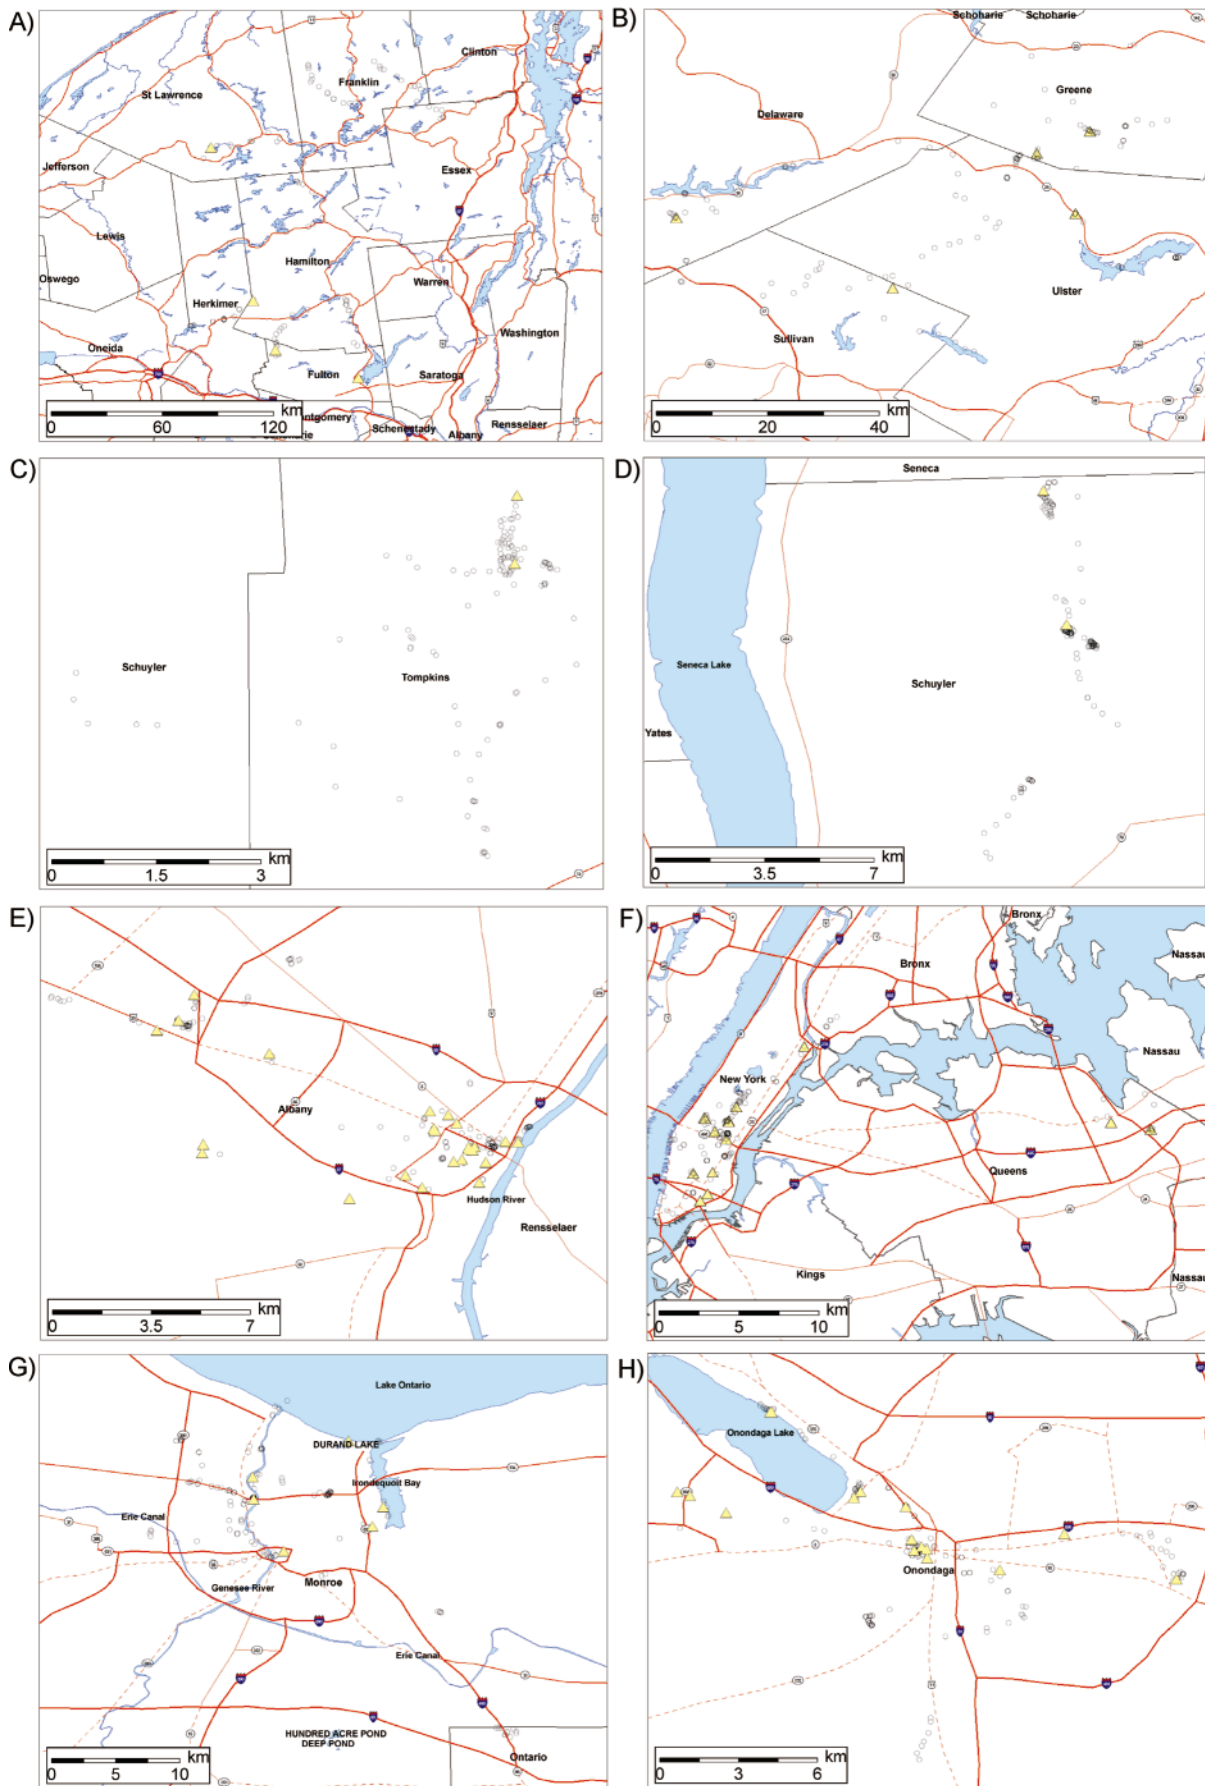 A)
Clinton
Franklin
St Lawrence
Jefferson
Essex
Lewis
Hamilton
Oswego
Warren
Herkimer
Washington
Oneida
Fulton
Saratoga
Schenectady
Albany
Rensselaer
km
0 60 120
B)
Schoharie
Schoharie
Greene
Delaware
Ulster
Sullivan
km
0 20 40
C)
Schuyler
Tompkins
km
0 1.5 3
D)
Seneca
Seneca Lake
Schuyler
Yates
km
0 3.5 7
E)
Albany
Hudson River
Rensselaer
km
0 3.5 7
F)
Bronx
Nassau
Bronx
Nassau
New York
Queens
Kings
Nassau
km
0 5 10
G)
Lake Ontario
DURAND LAKE
Irondequoit Bay
Erie Canal
Genesee River
Monroe
Erie Canal
HUNDRED ACRE POND
DEEP POND
Ontario
km
0 5 10
H)
Onondaga Lake
Onondaga
km
0 3 6